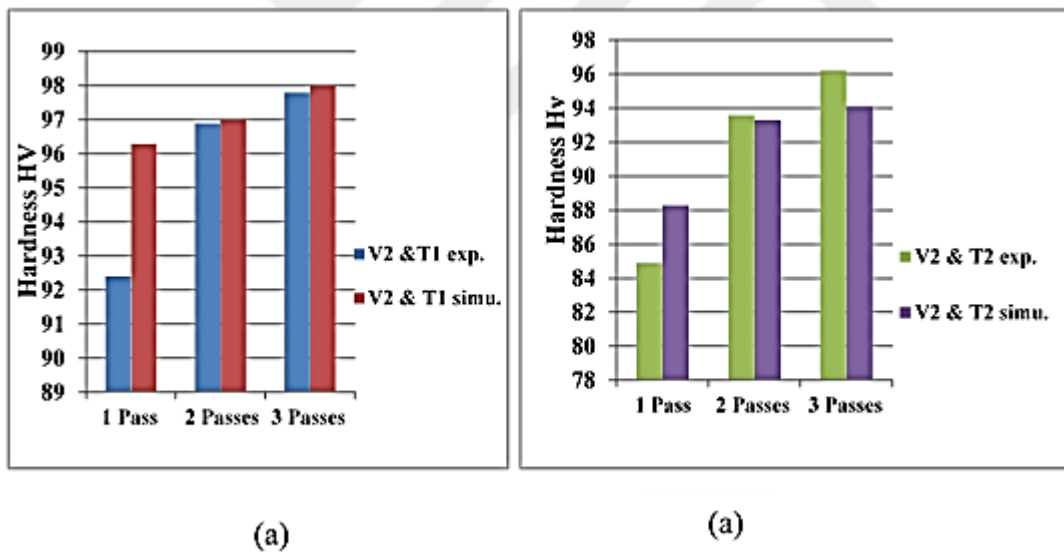 99
98
97
96
95
94
93
92
91
90
89
Hardness HV
1 Pass 2 Passes 3 Passes
V2 &T1 exp.
V2 & T1 simu.
(a)
98
96
94
92
90
88
86
84
82
80
78
Hardness Hv
1 Pass 2 Passes 3 Passes
V2 & T2 exp.
V2 & T2 simu.
(a)